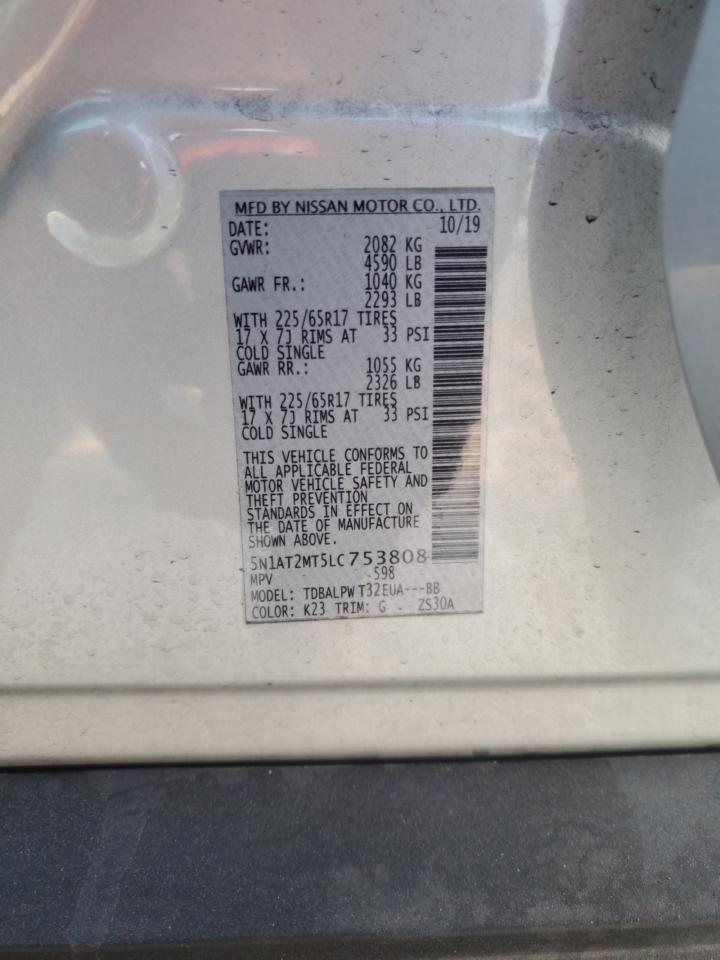 MFD BY NISSAN MOTOR CO., LTD.
DATE: 10/19
GVWR: 2082 KG
4590 LB
GAWR FR.: 1040 KG
2293 LB
WITH 225/65R17 TIRES
17 X 7J RIMS AT 33 PSI
COLD SINGLE
GAWR RR.: 1055 KG
2326 LB
WITH 225/65R17 TIRES
17 X 7J RIMS AT 33 PSI
COLD SINGLE
THIS VEHICLE CONFORMS TO
ALL APPLICABLE FEDERAL
MOTOR VEHICLE SAFETY AND
THEFT PREVENTION
STANDARDS IN EFFECT ON
THE DATE OF MANUFACTURE
SHOWN ABOVE.
5N1AT2MT5LC753808
MPV -598
MODEL: TDBALPW T32EUA---BB
COLOR: K23 TRIM: G - ZS30A